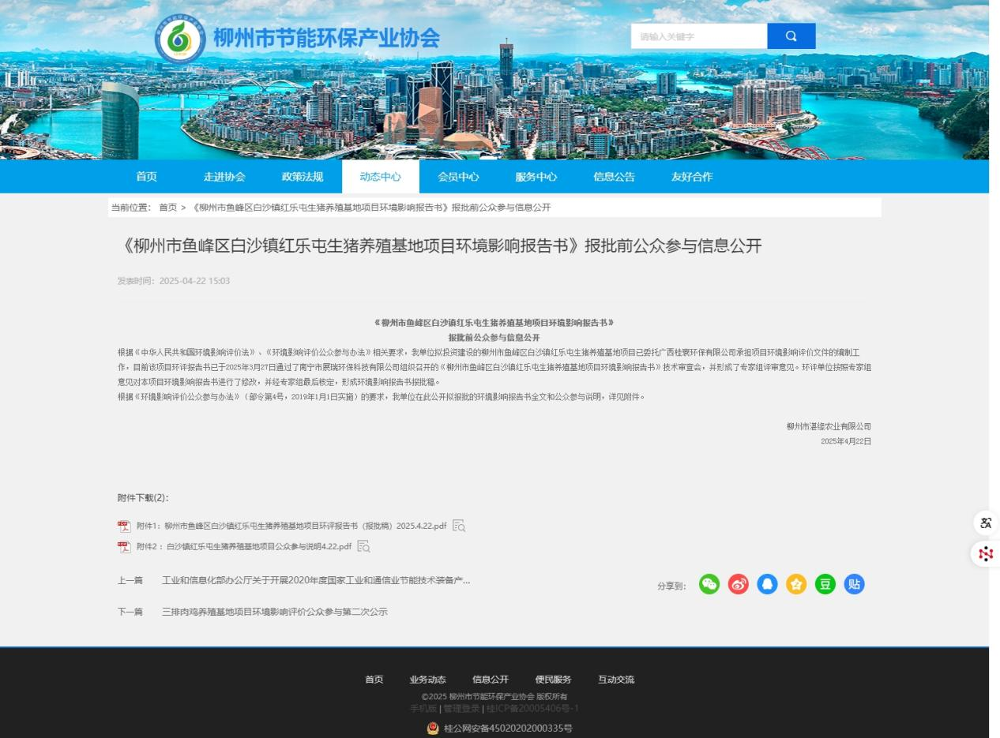 柳州市节能环保产业协会
请输入关键字
首页 走进协会 政策法规 动态中心 会员中心 服务中心 信息公告 友好合作
当前位置： 首页 > 《柳州市鱼峰区白沙镇红乐屯生猪养殖基地项目环境影响报告书》报批前公众参与信息公开
《柳州市鱼峰区白沙镇红乐屯生猪养殖基地项目环境影响报告书》报批前公众参与信息公开
发表时间：2025-04-22 15:03
《柳州市鱼峰区白沙镇红乐屯生猪养殖基地项目环境影响报告书》
报批前公众参与信息公开
根据《中华人民共和国环境影响评价法》、《环境影响评价公众参与办法》相关要求，我单位拟投资建设的柳州市鱼峰区白沙镇红乐屯生猪养殖基地项目已委托广西桂寰环保有限公司承担项目环境影响评价文件的编制工
作，目前该项目环评报告书已于2025年3月27日通过了南宁市展瑞环保科技有限公司组织召开的《柳州市鱼峰区白沙镇红乐屯生猪养殖基地项目环境影响报告书》技术审查会，并形成了专家组评审意见。环评单位按照专家组
意见对本项目环境影响报告书进行了修改，并经专家组最后核定，形成环境影响报告书报批稿。
根据《环境影响评价公众参与办法》（部令第4号，2019年1月1日实施）的要求，我单位在此公开拟报批的环境影响报告书全文和公众参与说明，详见附件。
柳州市湛缘农业有限公司
2025年4月22日
附件下载(2)：
附件1：柳州市鱼峰区白沙镇红乐屯生猪养殖基地项目环评报告书（报批稿）2025.4.22.pdf
附件2 ：白沙镇红乐屯生猪养殖基地项目公众参与说明4.22.pdf
上一篇 工业和信息化部办公厅关于开展2020年度国家工业和通信业节能技术装备产...
分享到： 豆 贴
下一篇 三排肉鸡养殖基地项目环境影响评价公众参与第二次公示
首页 业务动态 信息公开 便民服务 互动交流
©2025 柳州市节能环保产业协会 版权所有
手机版 | 管理登录 | 桂ICP备20005406号-1
桂公网安备45020202000335号